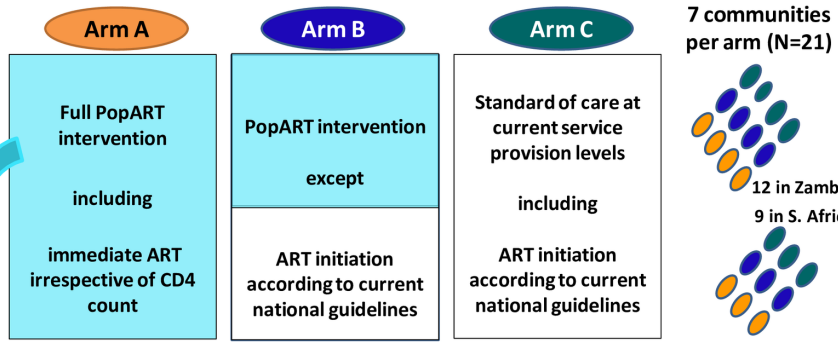 Arm A
Full PopART
intervention
including
immediate ART
irrespective of CD4
count
Arm B
PopART intervention
except
ART initiation
according to current
national guidelines
Arm C
Standard of care at
current service
provision levels
including
ART initiation
according to current
national guidelines
7 communities
per arm (N=21)
12 in Zamb
9 in S. Afri